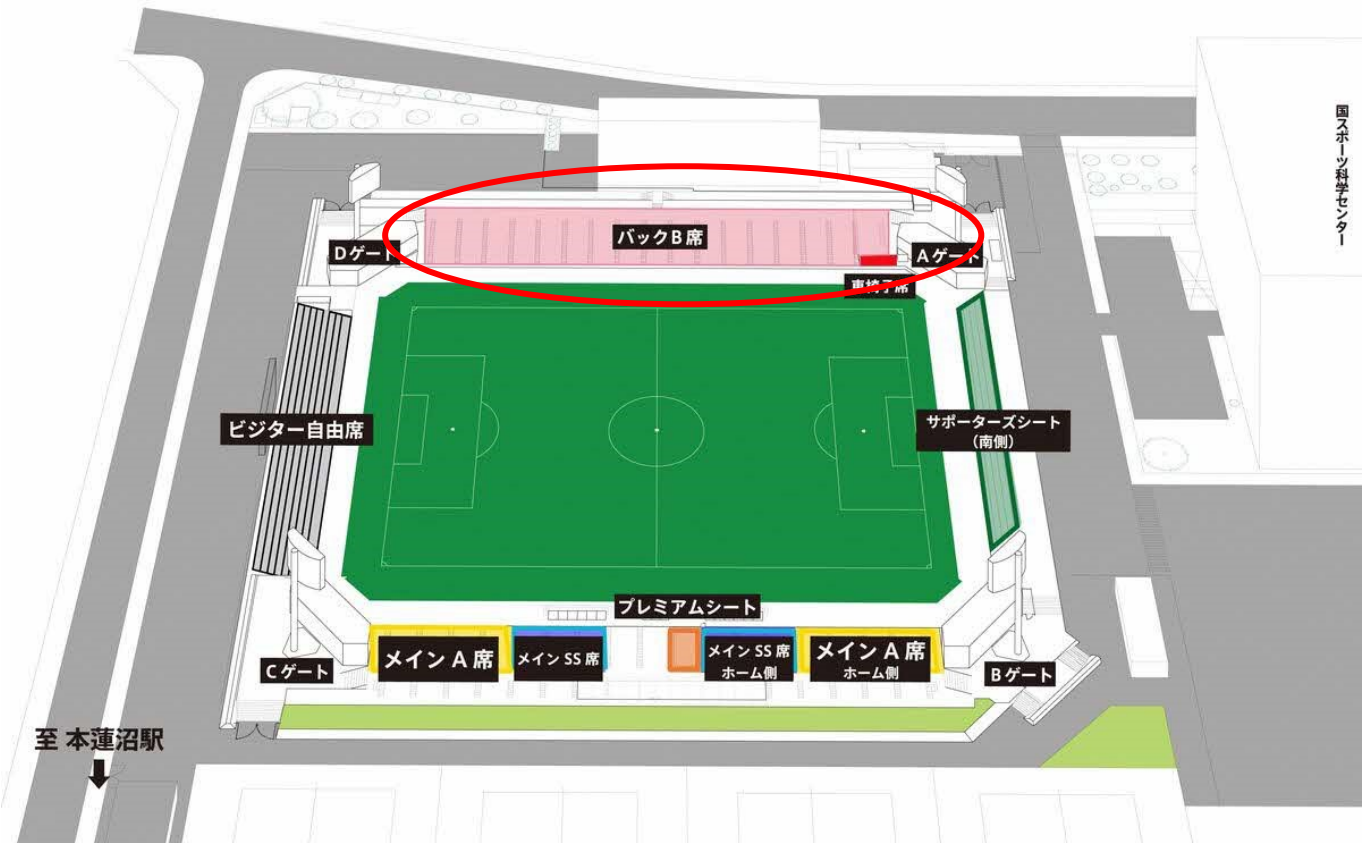 国スポーツ科学センター
バックB席
Dゲート
Aゲート
車椅子席
ビジター自由席
サポーターズシート
(南側)
プレミアムシート
メインA席
メインSS席
メインSS席
ホーム側
メインA席
ホーム側
Cゲート
Bゲート
至 本蓮沼駅